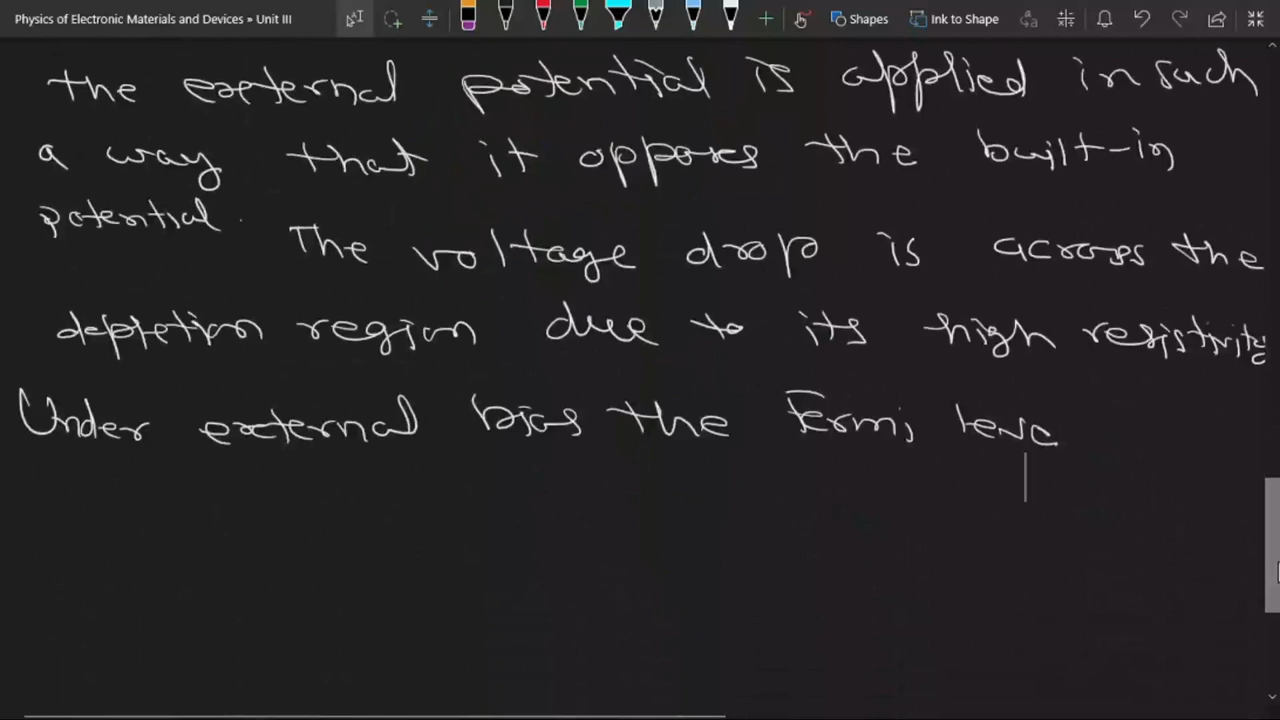 Physics of Electronic Materials and Devices » Unit III
Shapes
Ink to Shape
the external potential is applied in such
a way that it opposes the built-in
potential.
The voltage drop is across the
depletion region due to its high resistivity
Under external bias the Fermi leve